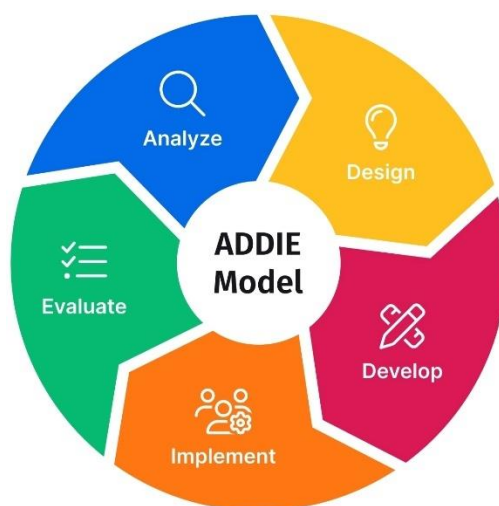 Analyze
Design
ADDIE
Model
Evaluate
Develop
Implement